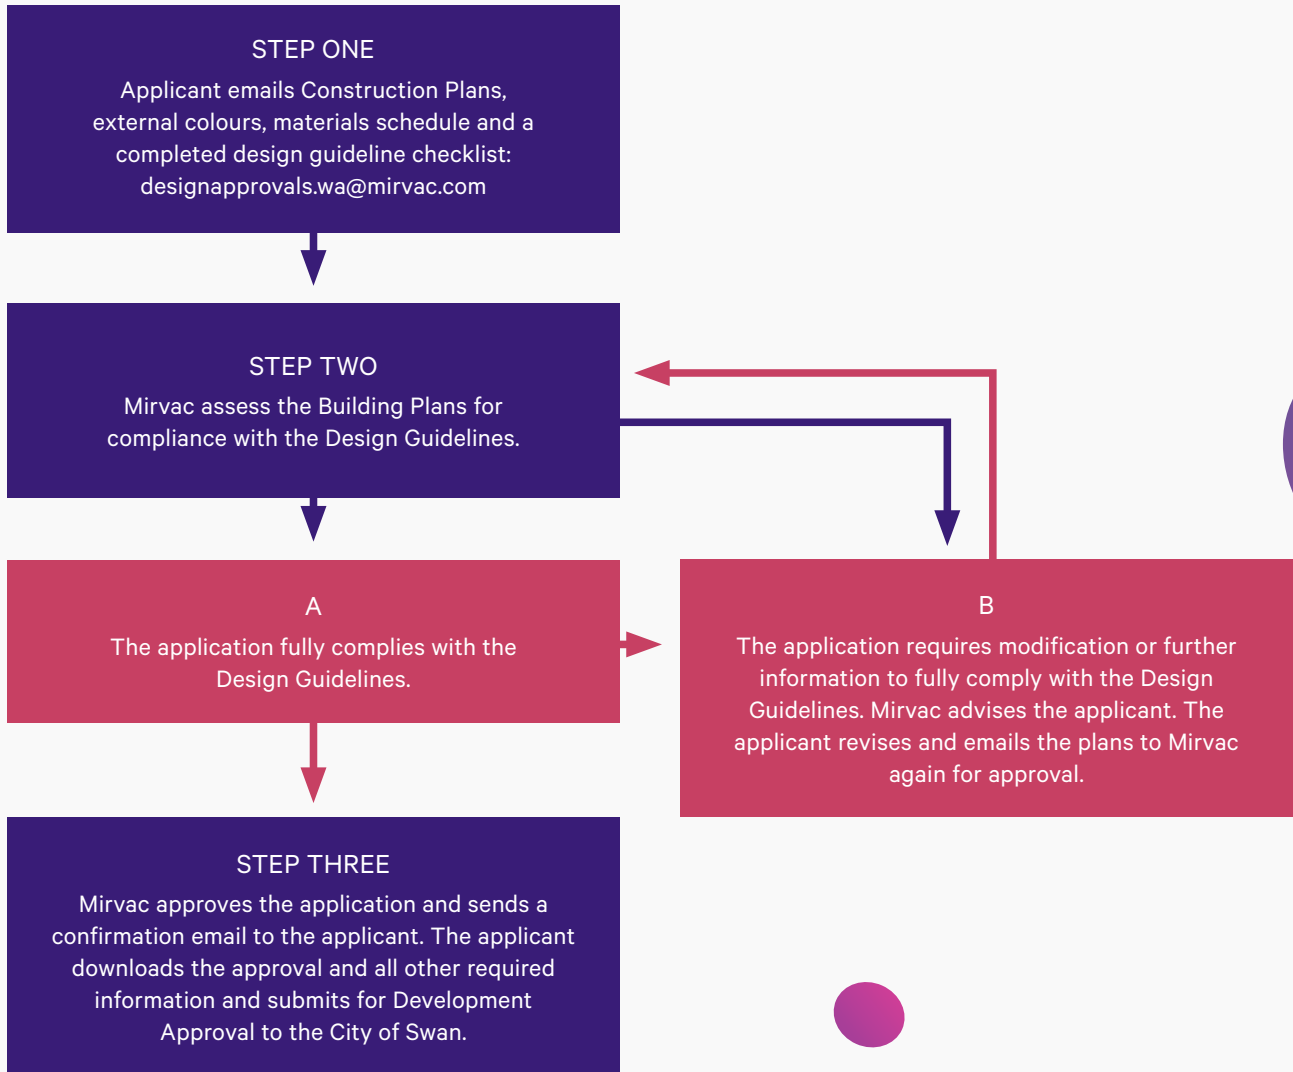 STEP ONE
Applicant emails Construction Plans,
external colours, materials schedule and a
completed design guideline checklist:
designapprovals.wa@mirvac.com
STEP TWO
Mirvac assess the Building Plans for
compliance with the Design Guidelines.
A
The application fully complies with the
Design Guidelines.
B
The application requires modification or further
information to fully comply with the Design
Guidelines. Mirvac advises the applicant. The
applicant revises and emails the plans to Mirvac
again for approval.
STEP THREE
Mirvac approves the application and sends a
confirmation email to the applicant. The applicant
downloads the approval and all other required
information and submits for Development
Approval to the City of Swan.